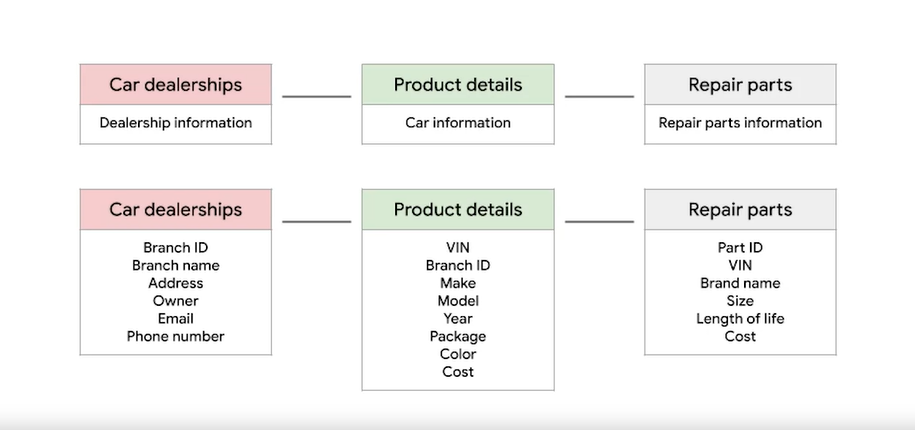 Car dealerships
Dealership information
Product details
Car information
Repair parts
Repair parts information
Car dealerships
Branch ID
Branch name
Address
Owner
Email
Phone number
Product details
VIN
Branch ID
Make
Model
Year
Package
Color
Cost
Repair parts
Part ID
VIN
Brand name
Size
Length of life
Cost